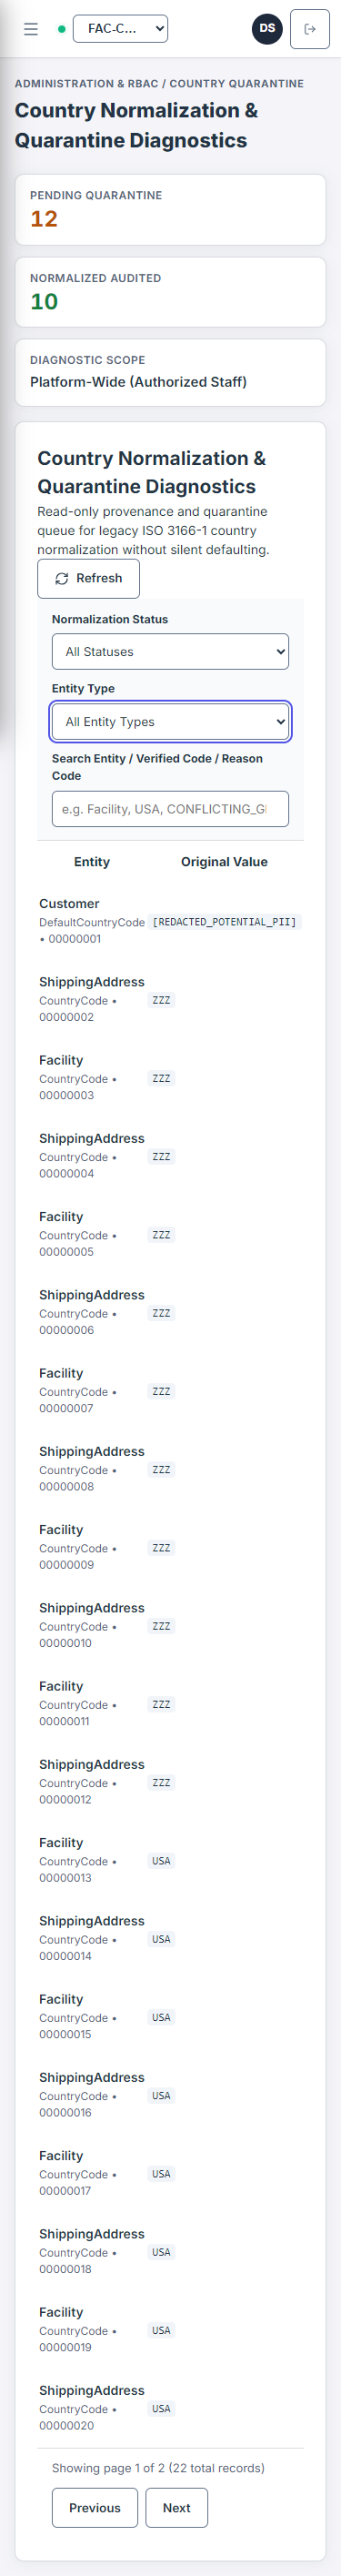 FAC-C...
DS
ADMINISTRATION & RBAC / COUNTRY QUARANTINE
Country Normalization &
Quarantine Diagnostics
PENDING QUARANTINE
12
NORMALIZED AUDITED
10
DIAGNOSTIC SCOPE
Platform-Wide (Authorized Staff)
Country Normalization &
Quarantine Diagnostics
Read-only provenance and quarantine
queue for legacy ISO 3166-1 country
normalization without silent defaulting.
Refresh
Normalization Status
All Statuses
Entity Type
All Entity Types
Search Entity / Verified Code / Reason
Code
e.g. Facility, USA, CONFLICTING_GI
Entity Original Value
Customer
DefaultCountryCode [REDACTED_POTENTIAL_PII]
• 00000001
ShippingAddress
CountryCode • ZZZ
00000002
Facility
CountryCode • ZZZ
00000003
ShippingAddress
CountryCode • ZZZ
00000004
Facility
CountryCode • ZZZ
00000005
ShippingAddress
CountryCode • ZZZ
00000006
Facility
CountryCode • ZZZ
00000007
ShippingAddress
CountryCode • ZZZ
00000008
Facility
CountryCode • ZZZ
00000009
ShippingAddress
CountryCode • ZZZ
00000010
Facility
CountryCode • ZZZ
00000011
ShippingAddress
CountryCode • ZZZ
00000012
Facility
CountryCode • USA
00000013
ShippingAddress
CountryCode • USA
00000014
Facility
CountryCode • USA
00000015
ShippingAddress
CountryCode • USA
00000016
Facility
CountryCode • USA
00000017
ShippingAddress
CountryCode • USA
00000018
Facility
CountryCode • USA
00000019
ShippingAddress
CountryCode • USA
00000020
Showing page 1 of 2 (22 total records)
Previous Next